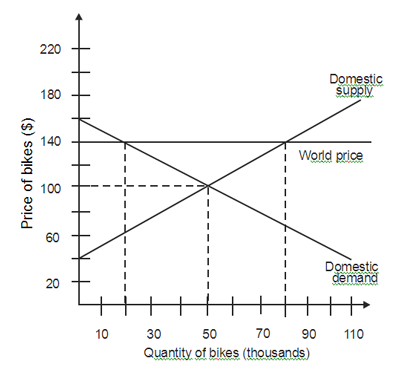 Price of bikes ($)
220
180
140
100
60
20
Domestic
supply
World price
Domestic
demand
10 30 50 70 90 110
Quantity of bikes (thousands)